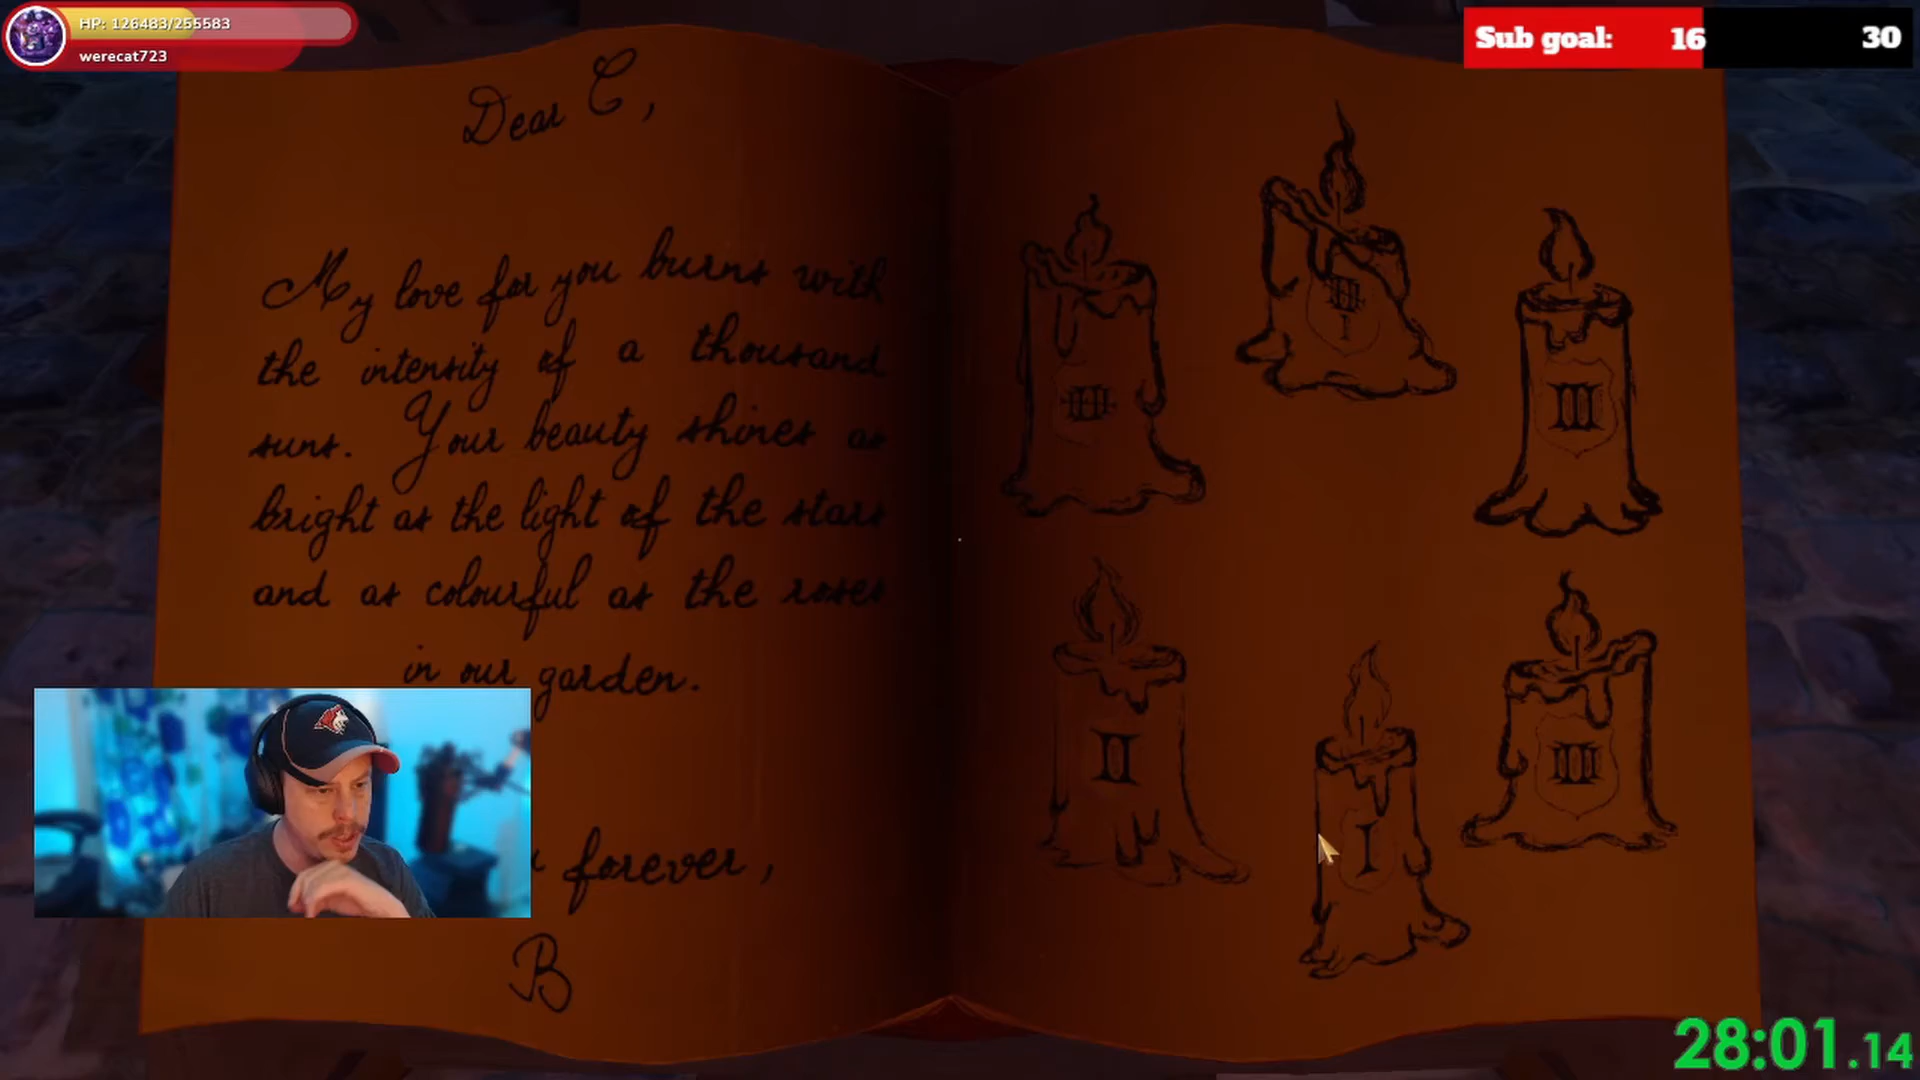 HP: 126483/255583
werecat723
Sub goal: 16 30
Dear C,
My love for you burns with
the intensity of a thousand
suns. Your beauty shines as
bright as the light of the stars
and as colourful as the roses
in our garden.
forever,
B
III
II
I
III
28:01.14